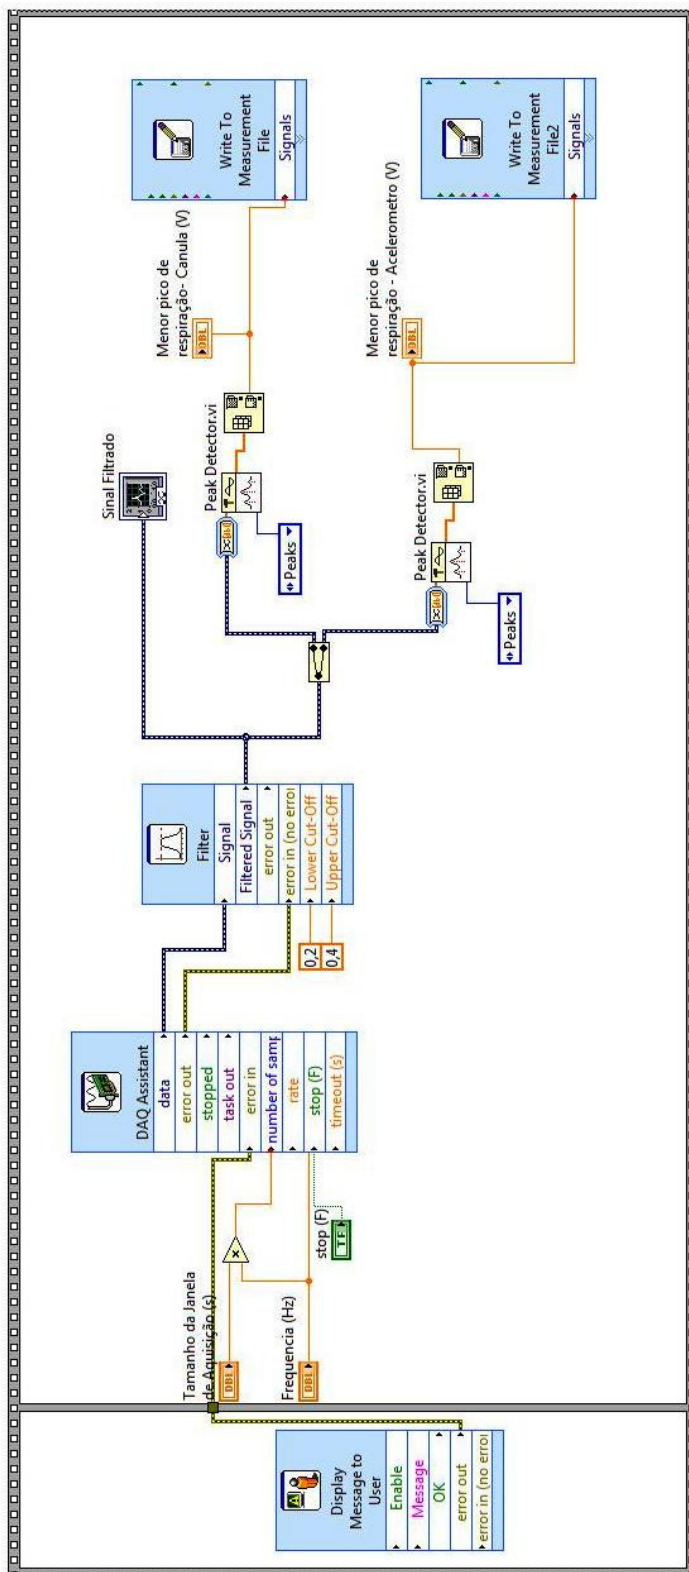 Display
Message to
User
Enable
Message
OK
error out
error in (no erroı
Tamanho da Janela
de Aquisição (s)
DBL
Frequencia (Hz)
DBL
x
stop (F)
TF
DAQ Assistant
data
error out
stopped
task out
error in
number of samp
rate
stop (F)
timeout (s)
0,2
0,4
Filter
Signal
Filtered Signal
error out
error in (no erroı
Lower Cut-Off
Upper Cut-Off
Sinal Filtrado
Peak Detector.vi
Peaks
Menor pico de
respiração- Canula (V)
DBL
Write To
Measurement
File
Signals
Peak Detector.vi
Peaks
Menor pico de
respiração - Acelerometro (V)
DBL
Write To
Measurement
File2
Signals